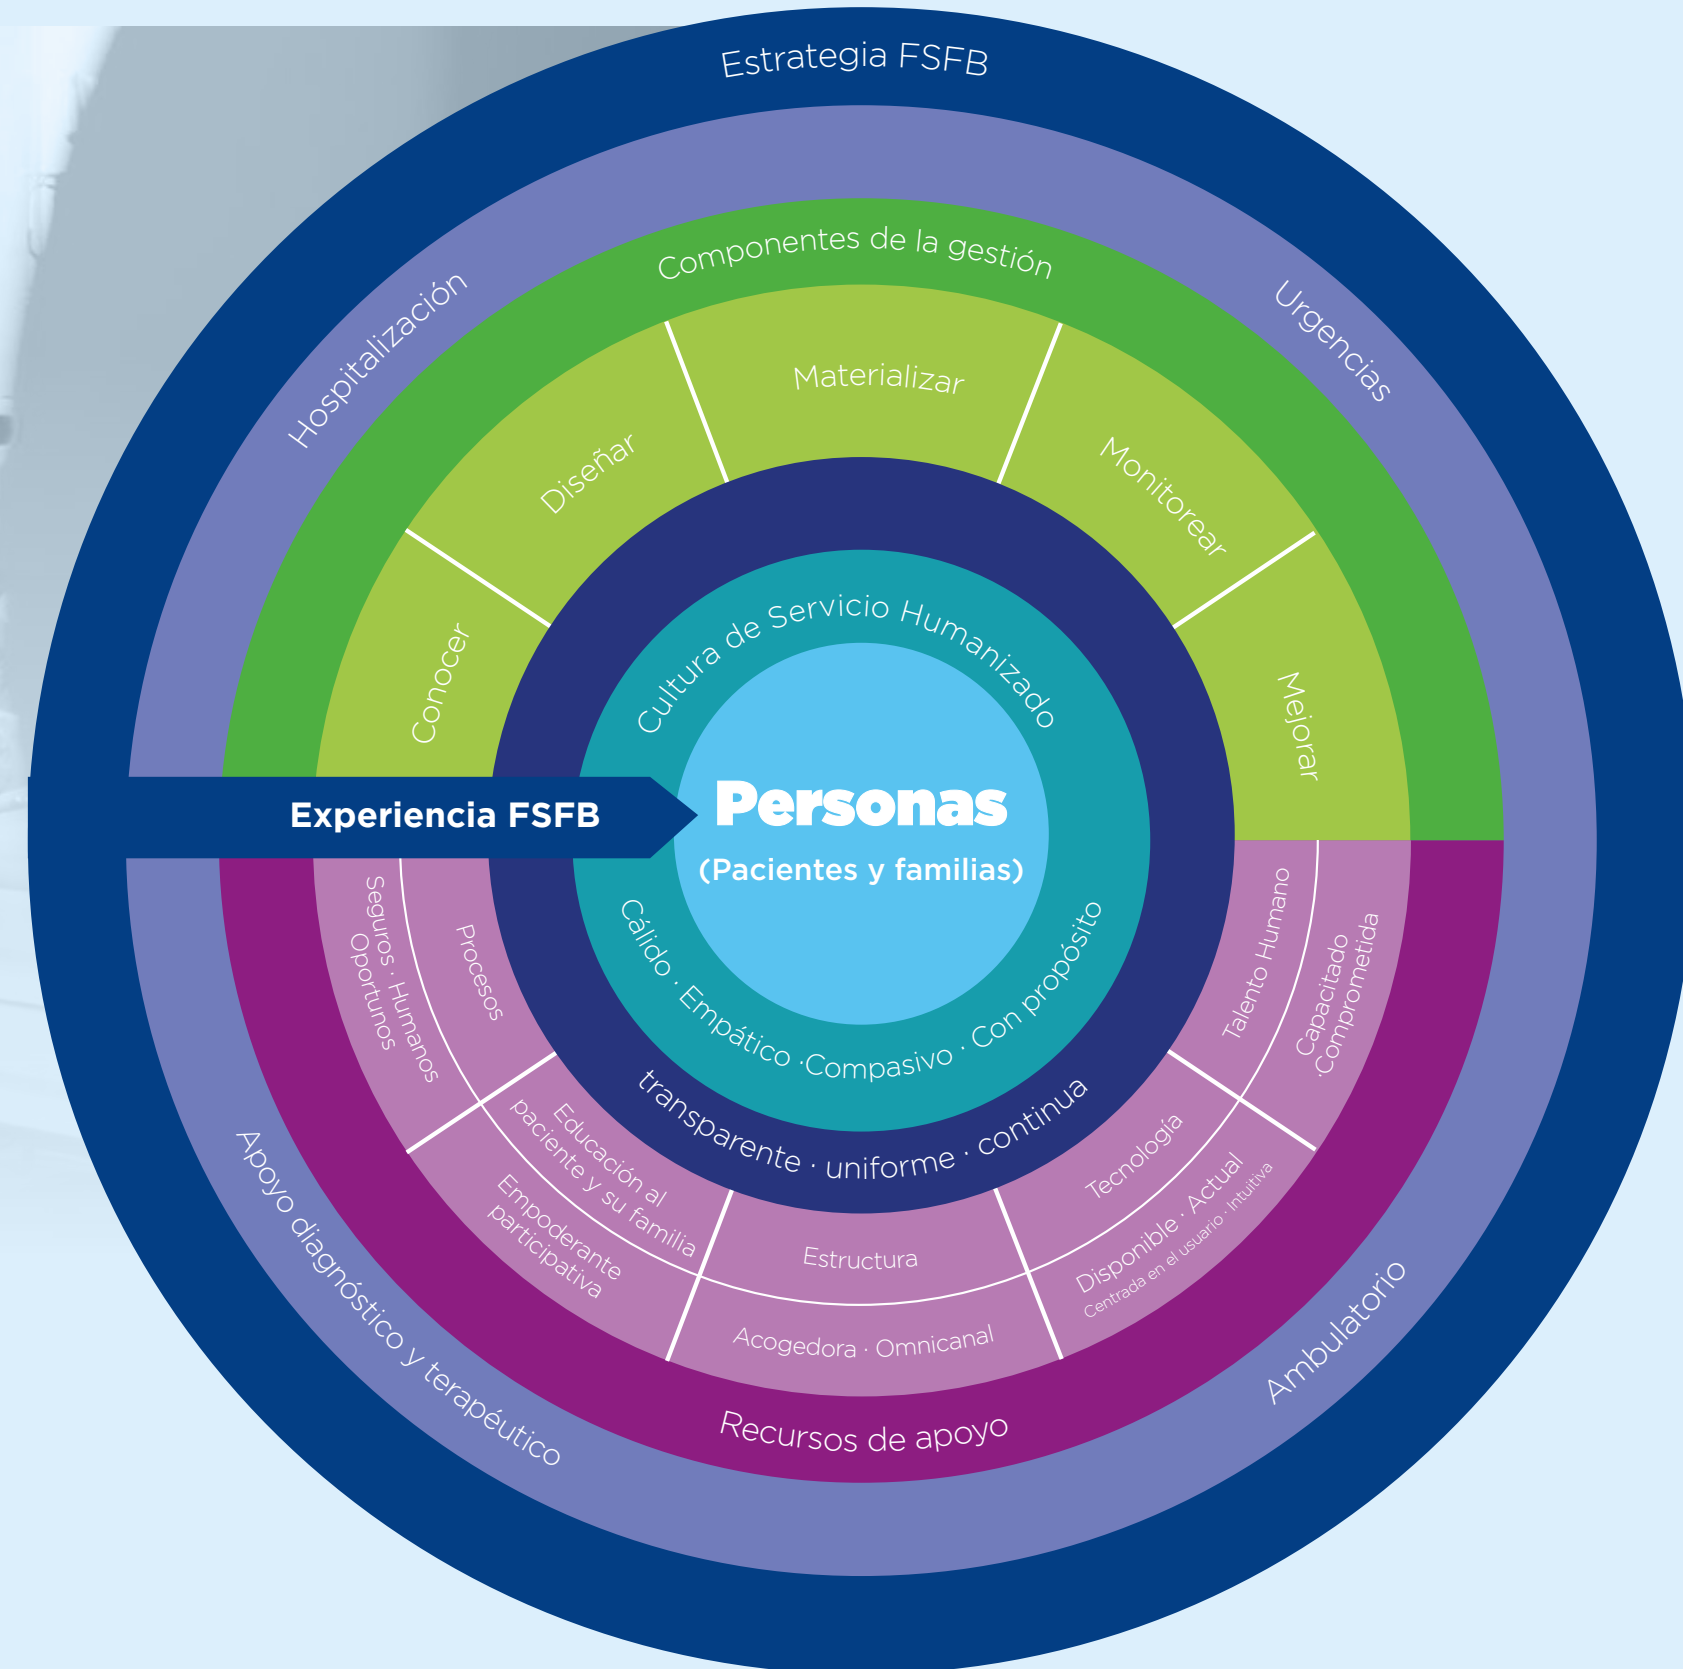 Estrategia FSFB
Hospitalización
Urgencias
Componentes de la gestión
Conocer
Diseñar
Materializar
Monitorear
Mejorar
Cultura de Servicio Humanizado
Experiencia FSFB
Personas
(Pacientes y familias)
Cálido · Empático ·Compasivo · Con propósito
transparente · uniforme · continua
Procesos
Seguros · Humanos
Oportunos
Educación al
paciente y su familia
Empoderante
participativa
Estructura
Acogedora · Omnicanal
Tecnología
Disponible · Actual
Centrada en el usuario · Intuitiva
Talento Humano
Capacitado
·Comprometida
Recursos de apoyo
Apoyo diagnóstico y terapéutico
Ambulatorio